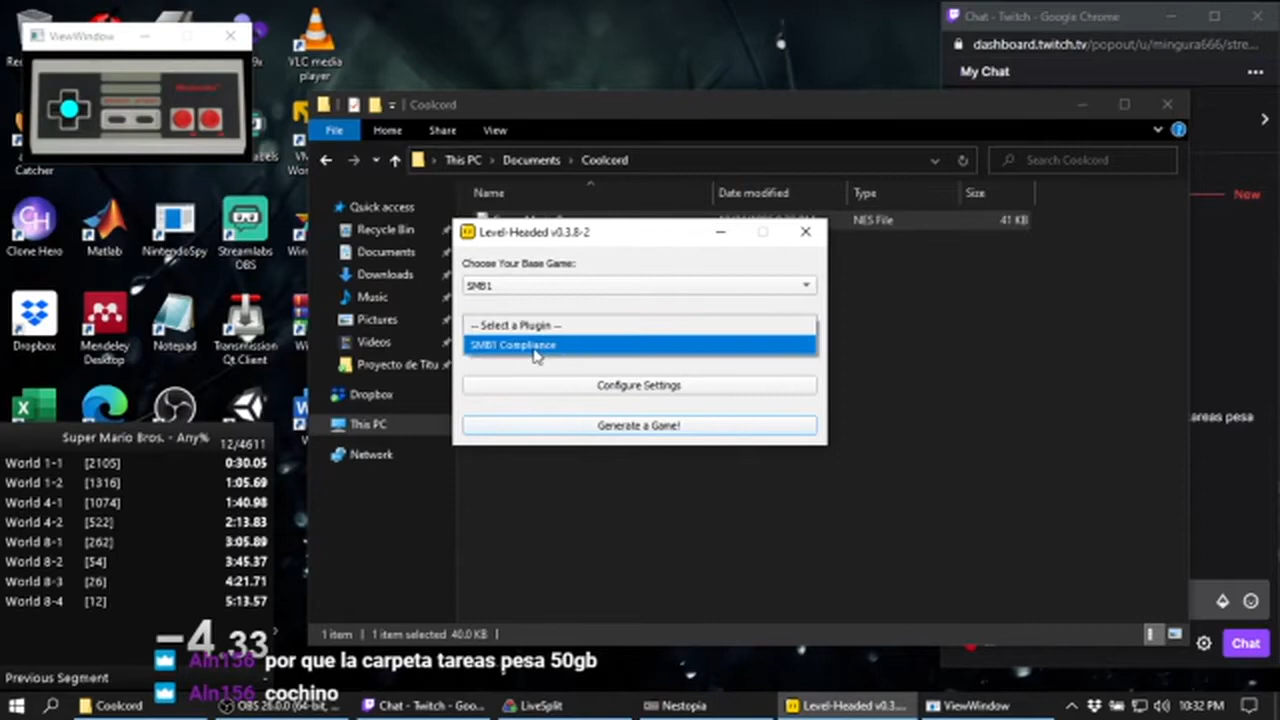 ViewWindow
Nintendo
VLC media
player
Catcher
Clone Hero
Matlab
NintendoSpy
Streamlabs
OBS
Dropbox
Mendeley
Desktop
Notepad
Transmission
Qt Client
Chat - Twitch - Google Chrome
dashboard.twitch.tv/popout/u/mingura666/stre...
My Chat
New
tareas pesa
Chat
Coolcord
File
Home
Share
View
This PC
Documents
Coolcord
Search Coolcord
Name
Date modified
Type
Size
NES File
41 KB
Quick access
Recycle Bin
Documents
Downloads
Music
Pictures
Videos
Proyecto de Titu
Dropbox
This PC
Network
1 item
1 item selected 40.0 KB
Level-Headed v0.3.8-2
Choose Your Base Game:
SMB1
-- Select a Plugin --
SMB1 Compliance
Configure Settings
Generate a Game!
Super Mario Bros. - Any%
12/4611
World 1-1 [2105] 0:30.05
World 1-2 [1316] 1:05.69
World 4-1 [1074] 1:40.98
World 4-2 [522] 2:13.83
World 8-1 [262] 3:05.89
World 8-2 [54] 3:45.37
World 8-3 [26] 4:21.71
World 8-4 [12] 5:13.57
-4.33
Previous Segment -
Aln156 por que la carpeta tareas pesa 50gb
Aln156 cochino
Coolcord
OBS 26.0.0 (64-bit, ...
Chat - Twitch - Goo...
LiveSplit
Nestopia
Level-Headed v0.3....
ViewWindow
10:32 PM